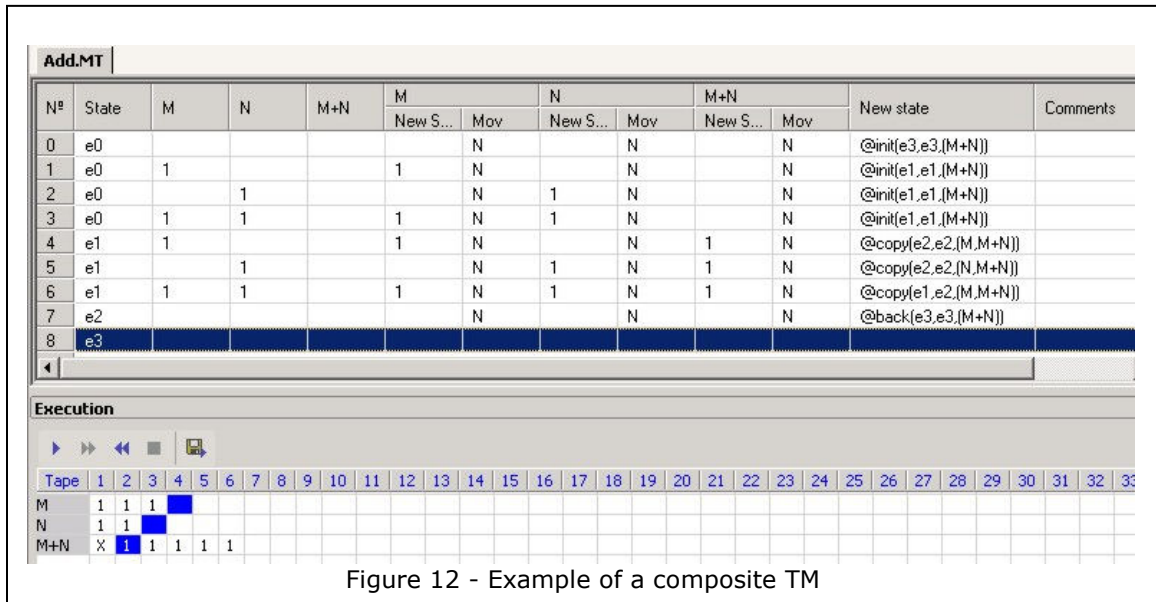 Add.MT
Nº State M N M+N M N M+N New state Comments
New S... Mov New S... Mov New S... Mov
0 e0 N N N @init(e3,e3,(M+N))
1 e0 1 1 N N N @init(e1,e1,(M+N))
2 e0 1 N 1 N N @init(e1,e1,(M+N))
3 e0 1 1 1 N 1 N N @init(e1,e1,(M+N))
4 e1 1 1 N N 1 N @copy(e2,e2,(M,M+N))
5 e1 1 N 1 N 1 N @copy(e2,e2,(N,M+N))
6 e1 1 1 1 N 1 N 1 N @copy(e1,e2,(M,M+N))
7 e2 N N N @back(e3,e3,(M+N))
8 e3
Execution
Tape 1 2 3 4 5 6 7 8 9 10 11 12 13 14 15 16 17 18 19 20 21 22 23 24 25 26 27 28 29 30 31 32 33
M 1 1 1
N 1 1
M+N X 1 1 1 1 1
Figure 12 - Example of a composite TM